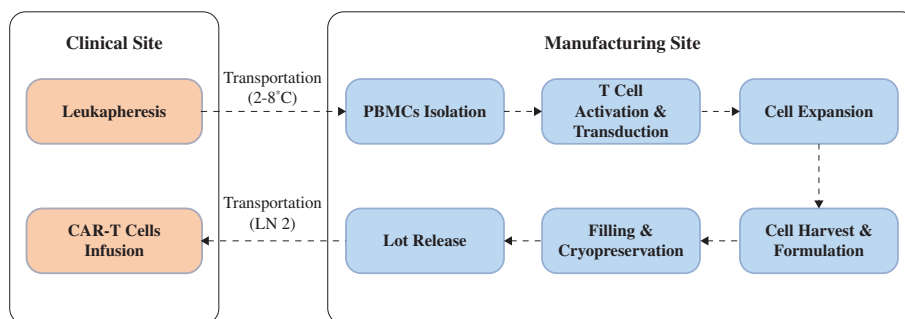 Clinical Site
Manufacturing Site
Leukapheresis
Transportation
(2-8°C)
PBMCs Isolation
T Cell
Activation &
Transduction
Cell Expansion
CAR-T Cells
Infusion
Transportation
(LN 2)
Lot Release
Filling &
Cryopreservation
Cell Harvest &
Formulation